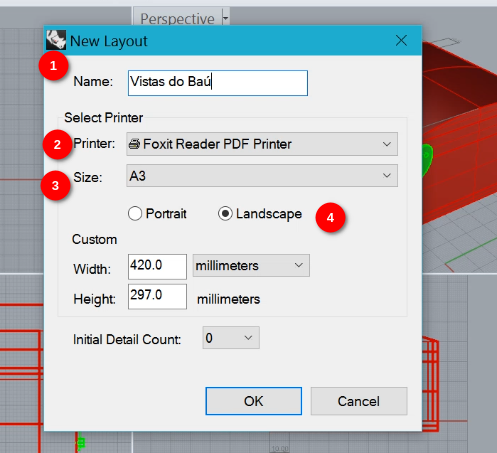 Perspective
New Layout
1
Name: Vistas do Baú
Select Printer
2 Printer: Foxit Reader PDF Printer
3 Size: A3
Portrait Landscape 4
Custom
Width: 420.0 millimeters
Height: 297.0 millimeters
Initial Detail Count: 0
OK Cancel